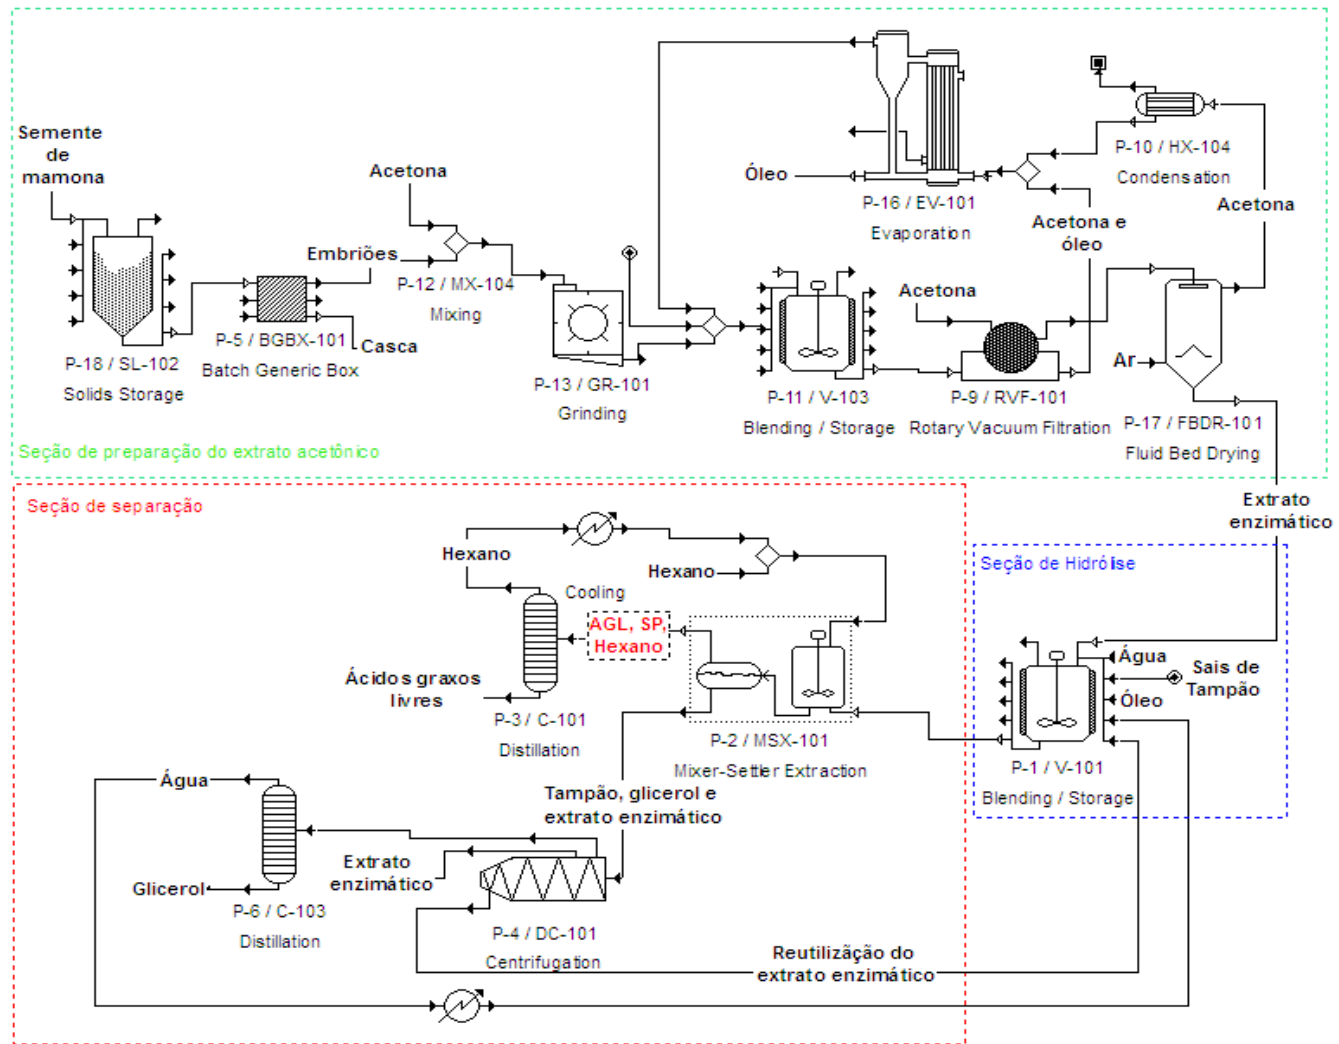 Semente
de
mamona
P-18 / SL-102
Solids Storage
P-5 / BGBX-101
Batch Generic Box
Embriões
Casca
Acetona
P-12 / MX-104
Mixing
P-13 / GR-101
Grinding
Óleo
P-16 / EV-101
Evaporation
P-10 / HX-104
Condensation
Acetona
Acetona e
óleo
Acetona
P-11 / V-103
Blending / Storage
P-9 / RVF-101
Rotary Vacuum Filtration
Ar
P-17 / FBDR-101
Fluid Bed Drying
Seção de preparação do extrato acetônico
Extrato
enzimático
Seção de separação
Hexano
Hexano
Cooling
AGL, SP,
Hexano
Ácidos graxos
livres
P-3 / C-101
Distillation
P-2 / MSX-101
Mixer-Settler Extraction
Seção de Hidrólise
Água
Sais de
Tampão
Óleo
P-1 / V-101
Blending / Storage
Tampão, glicerol e
extrato enzimático
Água
Glicerol
P-6 / C-103
Distillation
Extrato
enzimático
P-4 / DC-101
Centrifugation
Reutilizição do
extrato enzimático